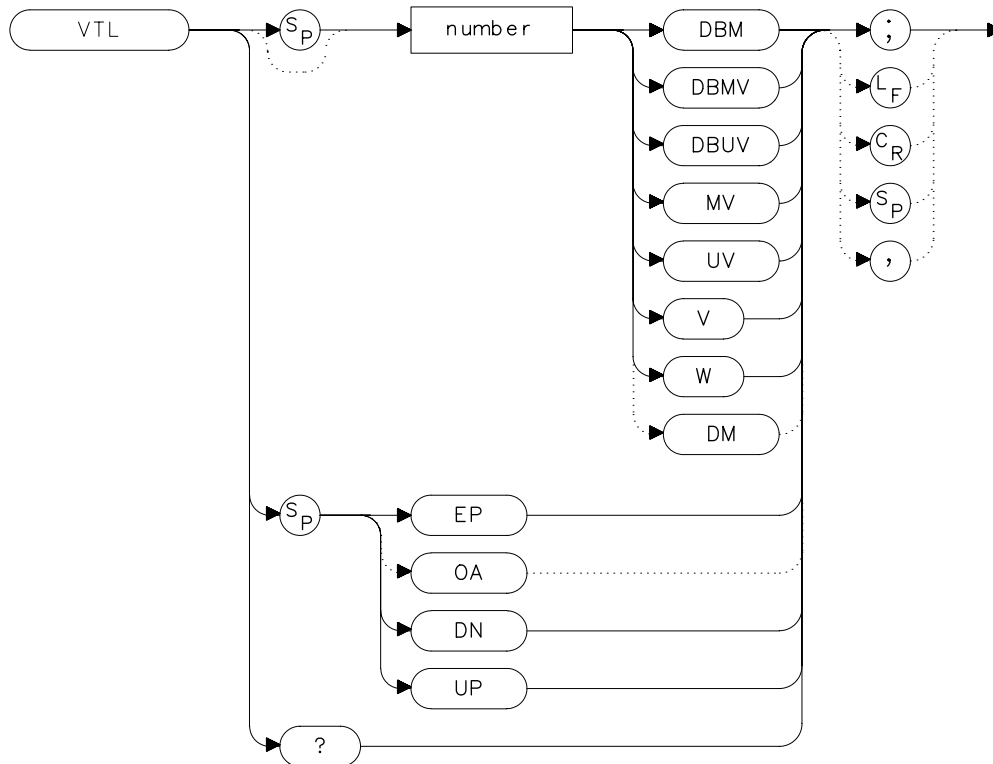 VTL
SP
number
DBM
;
DBMV
LF
DBUV
CR
MV
SP
UV
,
V
W
DM
SP
EP
OA
DN
UP
?